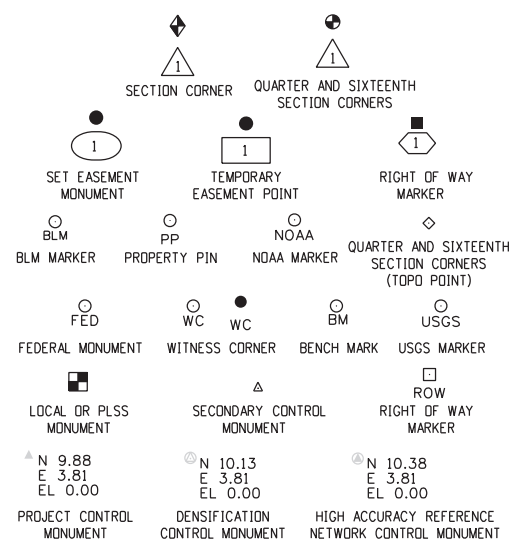 1 1
SECTION CORNER QUARTER AND SIXTEENTH
SECTION CORNERS
1 1 1
SET EASEMENT TEMPORARY RIGHT OF WAY
MONUMENT EASEMENT POINT MARKER
BLM PP NOAA
BLM MARKER PROPERTY PIN NOAA MARKER QUARTER AND SIXTEENTH
SECTION CORNERS
(TOPO POINT)
FED WC WC BM USGS
FEDERAL MONUMENT WITNESS CORNER BENCH MARK USGS MARKER
ROW
LOCAL OR PLSS SECONDARY CONTROL RIGHT OF WAY
MONUMENT MONUMENT MARKER
N 9.88 N 10.13 N 10.38
E 3.81 E 3.81 E 3.81
EL 0.00 EL 0.00 EL 0.00
PROJECT CONTROL DENSIFICATION HIGH ACCURACY REFERENCE
MONUMENT CONTROL MONUMENT NETWORK CONTROL MONUMENT